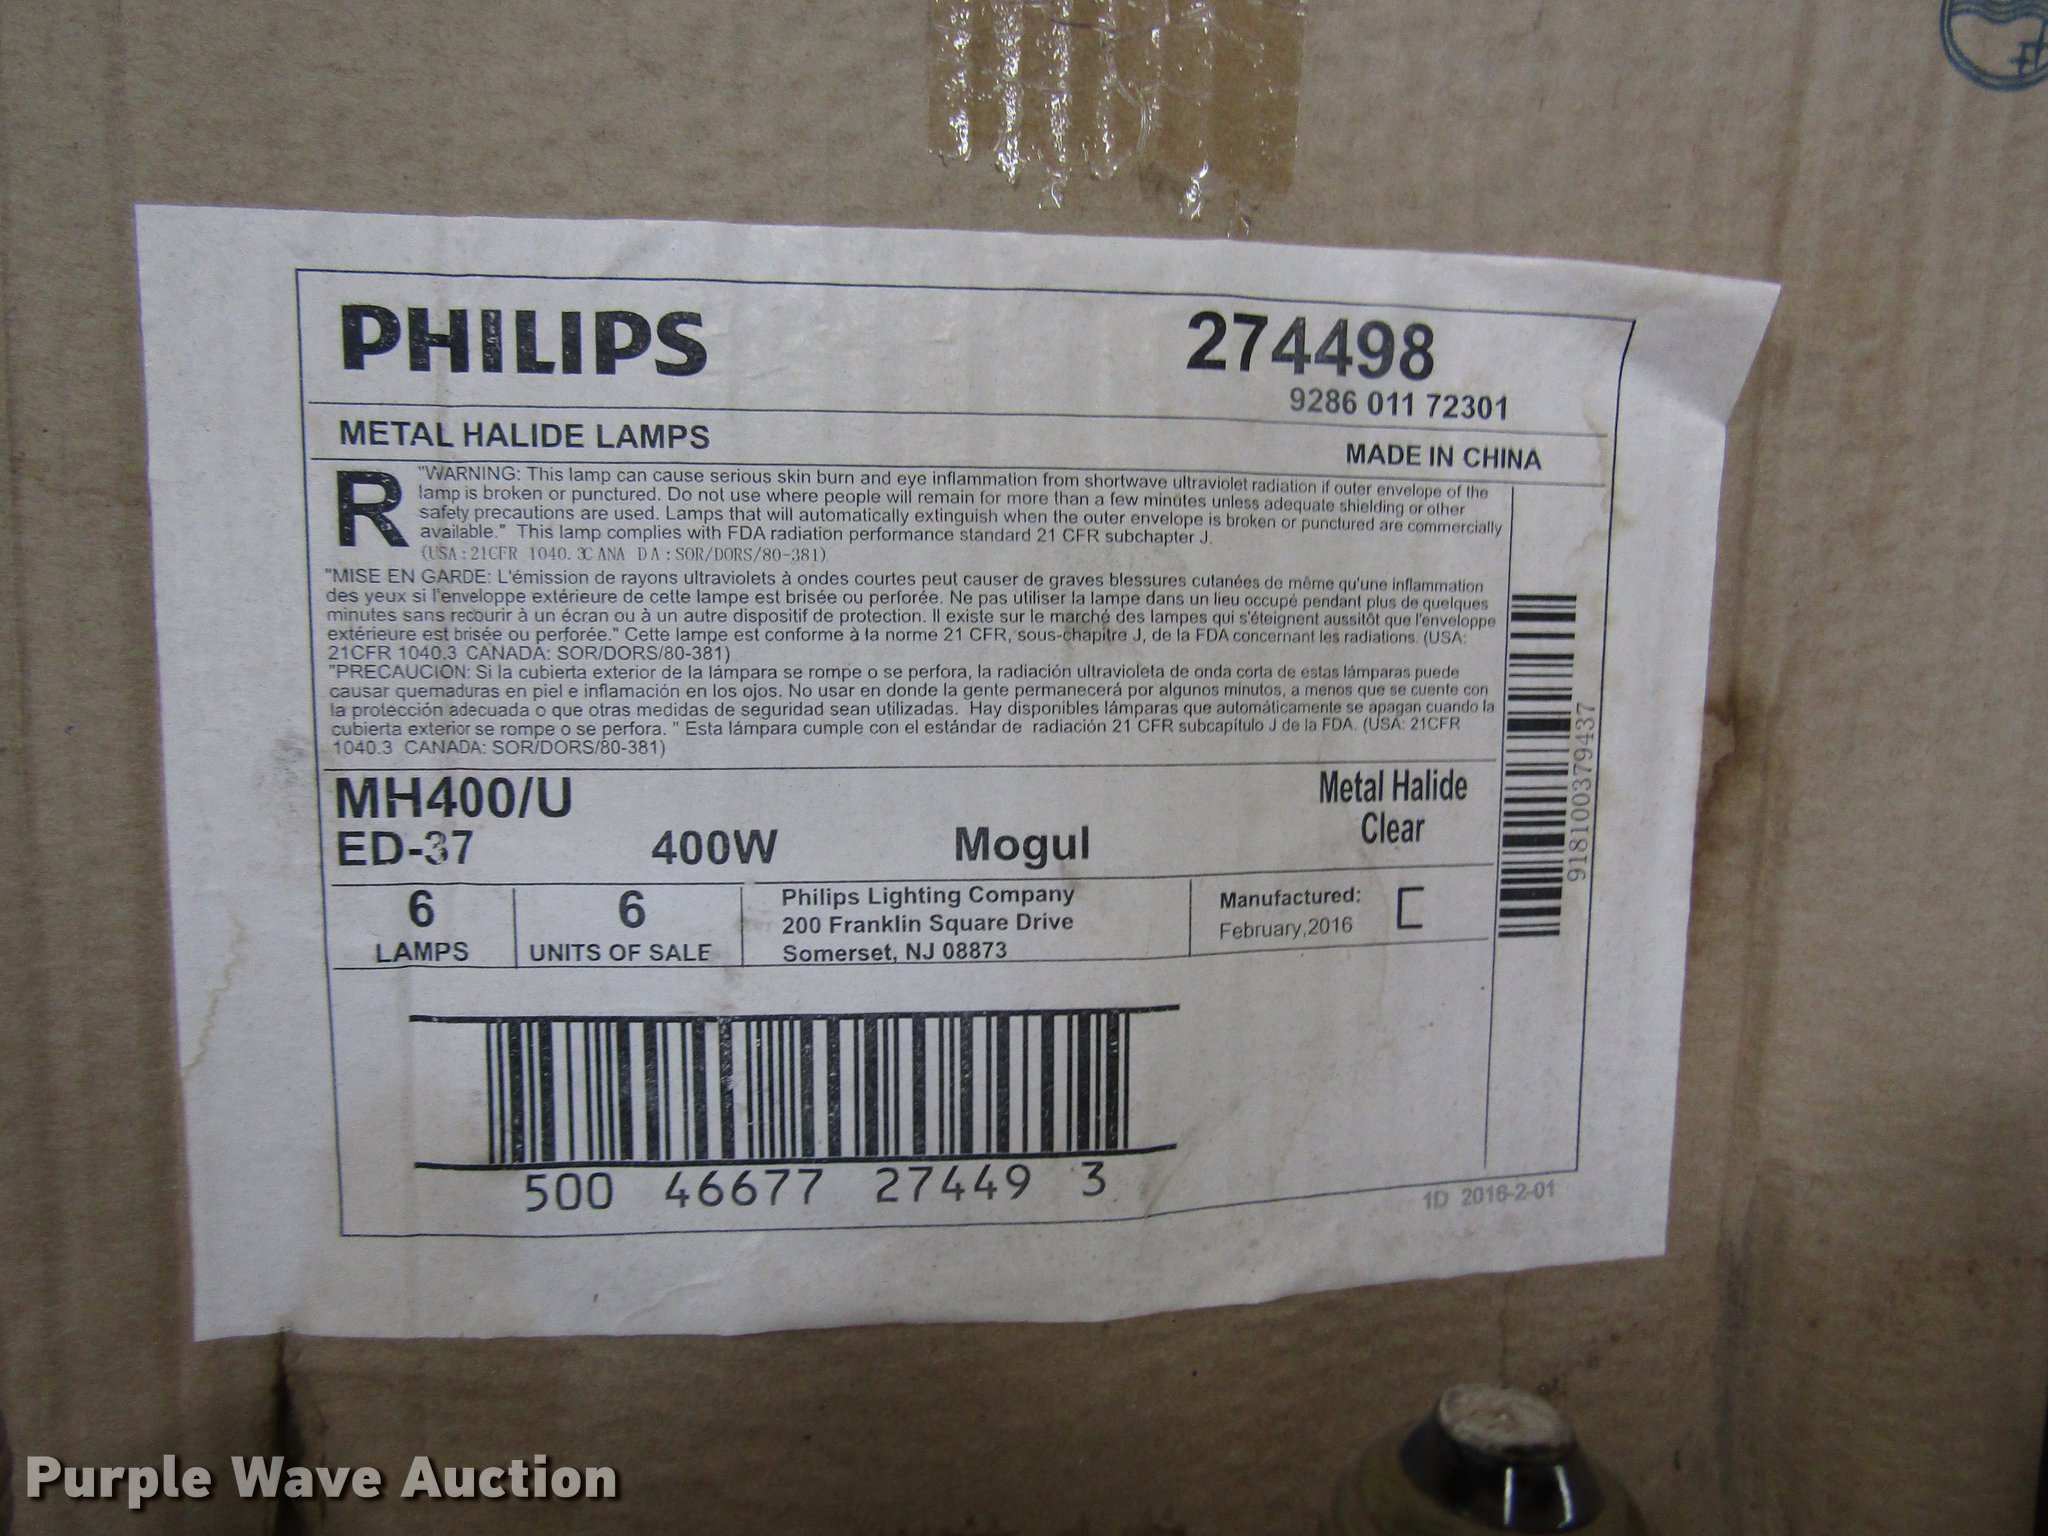 PHILIPS
274498
9286 011 72301
METAL HALIDE LAMPS
MADE IN CHINA
R
"WARNING: This lamp can cause serious skin burn and eye inflammation from shortwave ultraviolet radiation if outer envelope of the
lamp is broken or punctured. Do not use where people will remain for more than a few minutes unless adequate shielding or other
safety precautions are used. Lamps that will automatically extinguish when the outer envelope is broken or punctured are commercially
available." This lamp complies with FDA radiation performance standard 21 CFR subchapter J.
(USA:21CFR 1040.3CANA DA:SOR/DORS/80-381)
"MISE EN GARDE: L'émission de rayons ultraviolets à ondes courtes peut causer de graves blessures cutanées de même qu'une inflammation
des yeux si l'enveloppe extérieure de cette lampe est brisée ou perforée. Ne pas utiliser la lampe dans un lieu occupé pendant plus de quelques
minutes sans recourir à un écran ou à un autre dispositif de protection. Il existe sur le marché des lampes qui s'éteignent aussitôt que l'enveloppe
extérieure est brisée ou perforée." Cette lampe est conforme à la norme 21 CFR, sous-chapitre J, de la FDA concernant les radiations. (USA:
21CFR 1040.3 CANADA: SOR/DORS/80-381)
"PRECAUCION: Si la cubierta exterior de la lámpara se rompe o se perfora, la radiación ultravioleta de onda corta de estas lámparas puede
causar quemaduras en piel e inflamación en los ojos. No usar en donde la gente permanecerá por algunos minutos, a menos que se cuente con
la protección adecuada o que otras medidas de seguridad sean utilizadas. Hay disponibles lámparas que automáticamente se apagan cuando la
cubierta exterior se rompe o se perfora. " Esta lámpara cumple con el estándar de radiación 21 CFR subcapítulo J de la FDA. (USA: 21CFR
1040.3 CANADA: SOR/DORS/80-381)
918100379437
MH400/U
Metal Halide
ED-37 400W Mogul
Clear
6
LAMPS
6
UNITS OF SALE
Philips Lighting Company
200 Franklin Square Drive
Somerset, NJ 08873
Manufactured:
February,2016
C
500 46677 27449 3
1D 2016-2-01
Purple Wave Auction